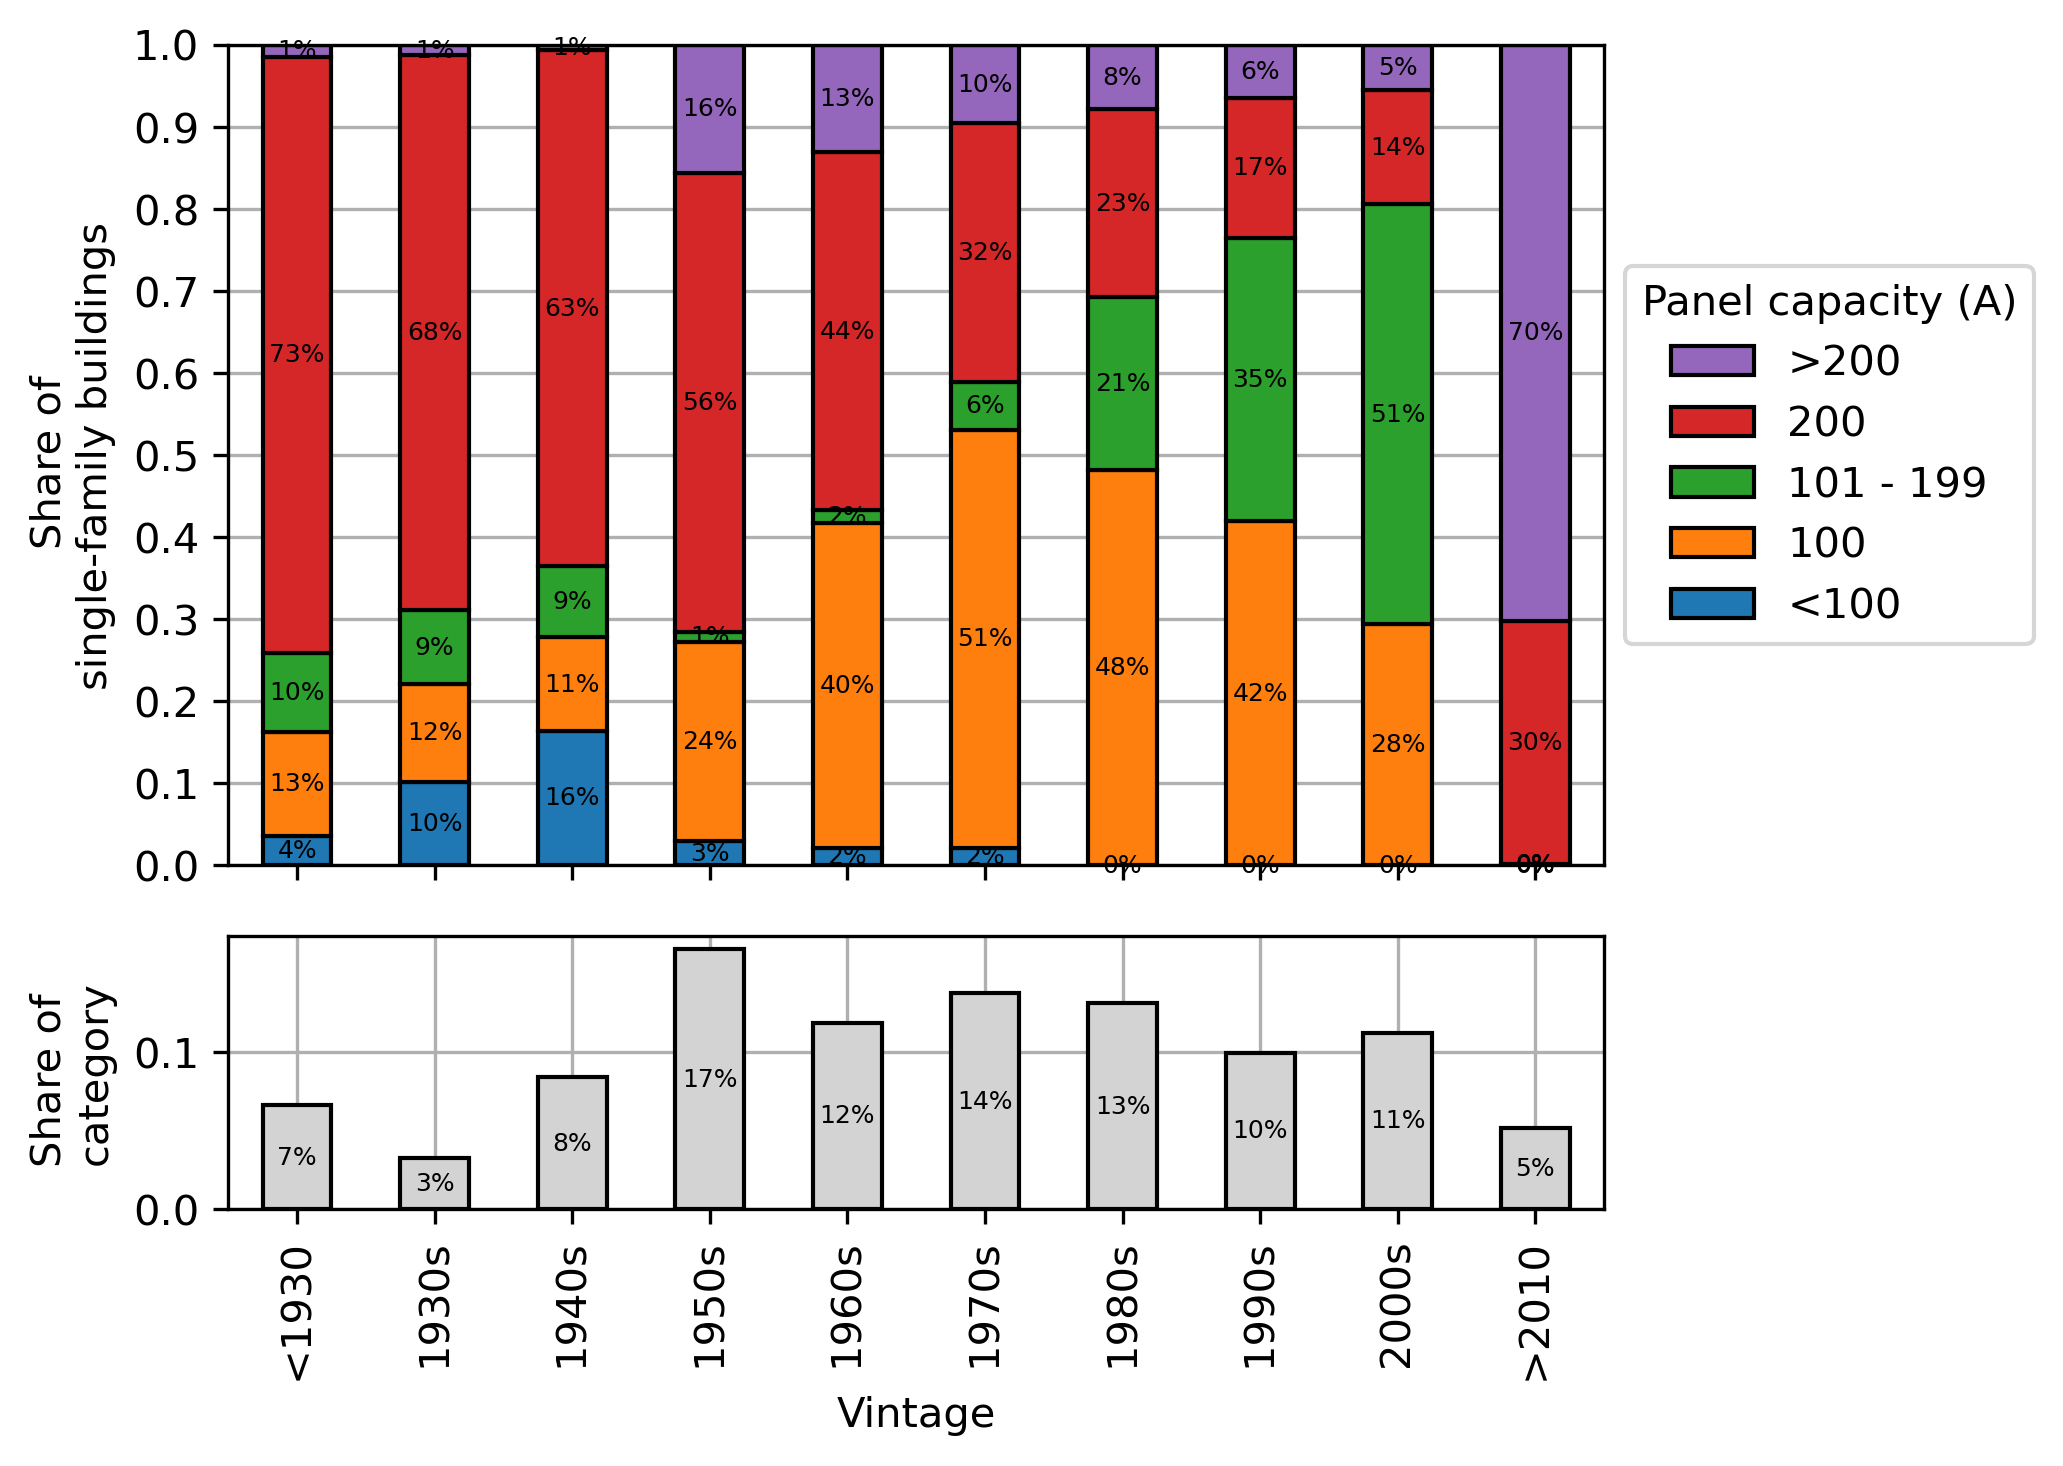 1.0
0.9
0.8
0.7
0.6
0.5
0.4
0.3
0.2
0.1
0.0
Share of
single-family buildings
1% 1% 1% 16% 13% 10% 8% 6% 5% 70%
73% 68% 63% 56% 44% 32% 23% 17% 14% 30%
10% 9% 9% 1% 2% 6% 21% 35% 51%
13% 12% 11% 24% 40% 51% 48% 42% 28%
4% 10% 16% 3% 2% 2% 0% 0% 0% 0%
Panel capacity (A)
>200
200
101 - 199
100
<100
Share of
category
0.1
0.0
7% 3% 8% 17% 12% 14% 13% 10% 11% 5%
<1930 1930s 1940s 1950s 1960s 1970s 1980s 1990s 2000s >2010
Vintage